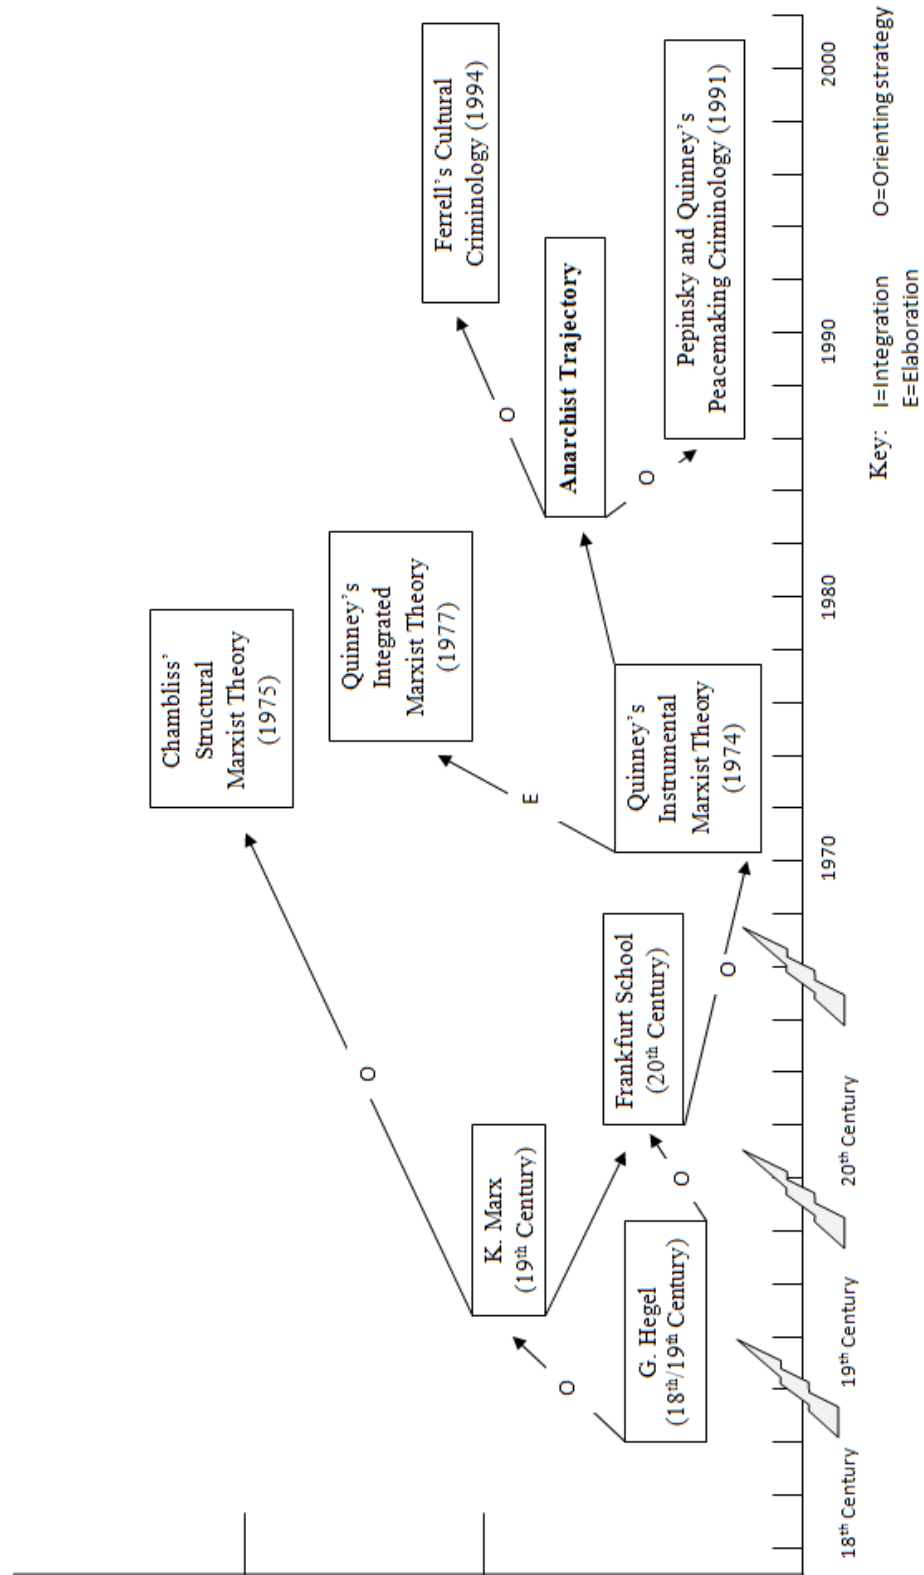 Chambliss’
Structural
Marxist Theory
(1975)
Ferrell’s Cultural
Criminology (1994)
Quinney’s
Integrated
Marxist Theory
(1977)
O
O
E
K. Marx
(19th Century)
Anarchist Trajectory
O
O
G. Hegel
(18th/19th Century)
O
Frankfurt School
(20th Century)
O
Quinney’s
Instrumental
Marxist Theory
(1974)
Pepinsky and Quinney’s
Peacemaking Criminology (1991)
18th Century
19th Century
20th Century
1970
1980
1990
2000
Key: I=Integration O=Orienting strategy
E=Elaboration